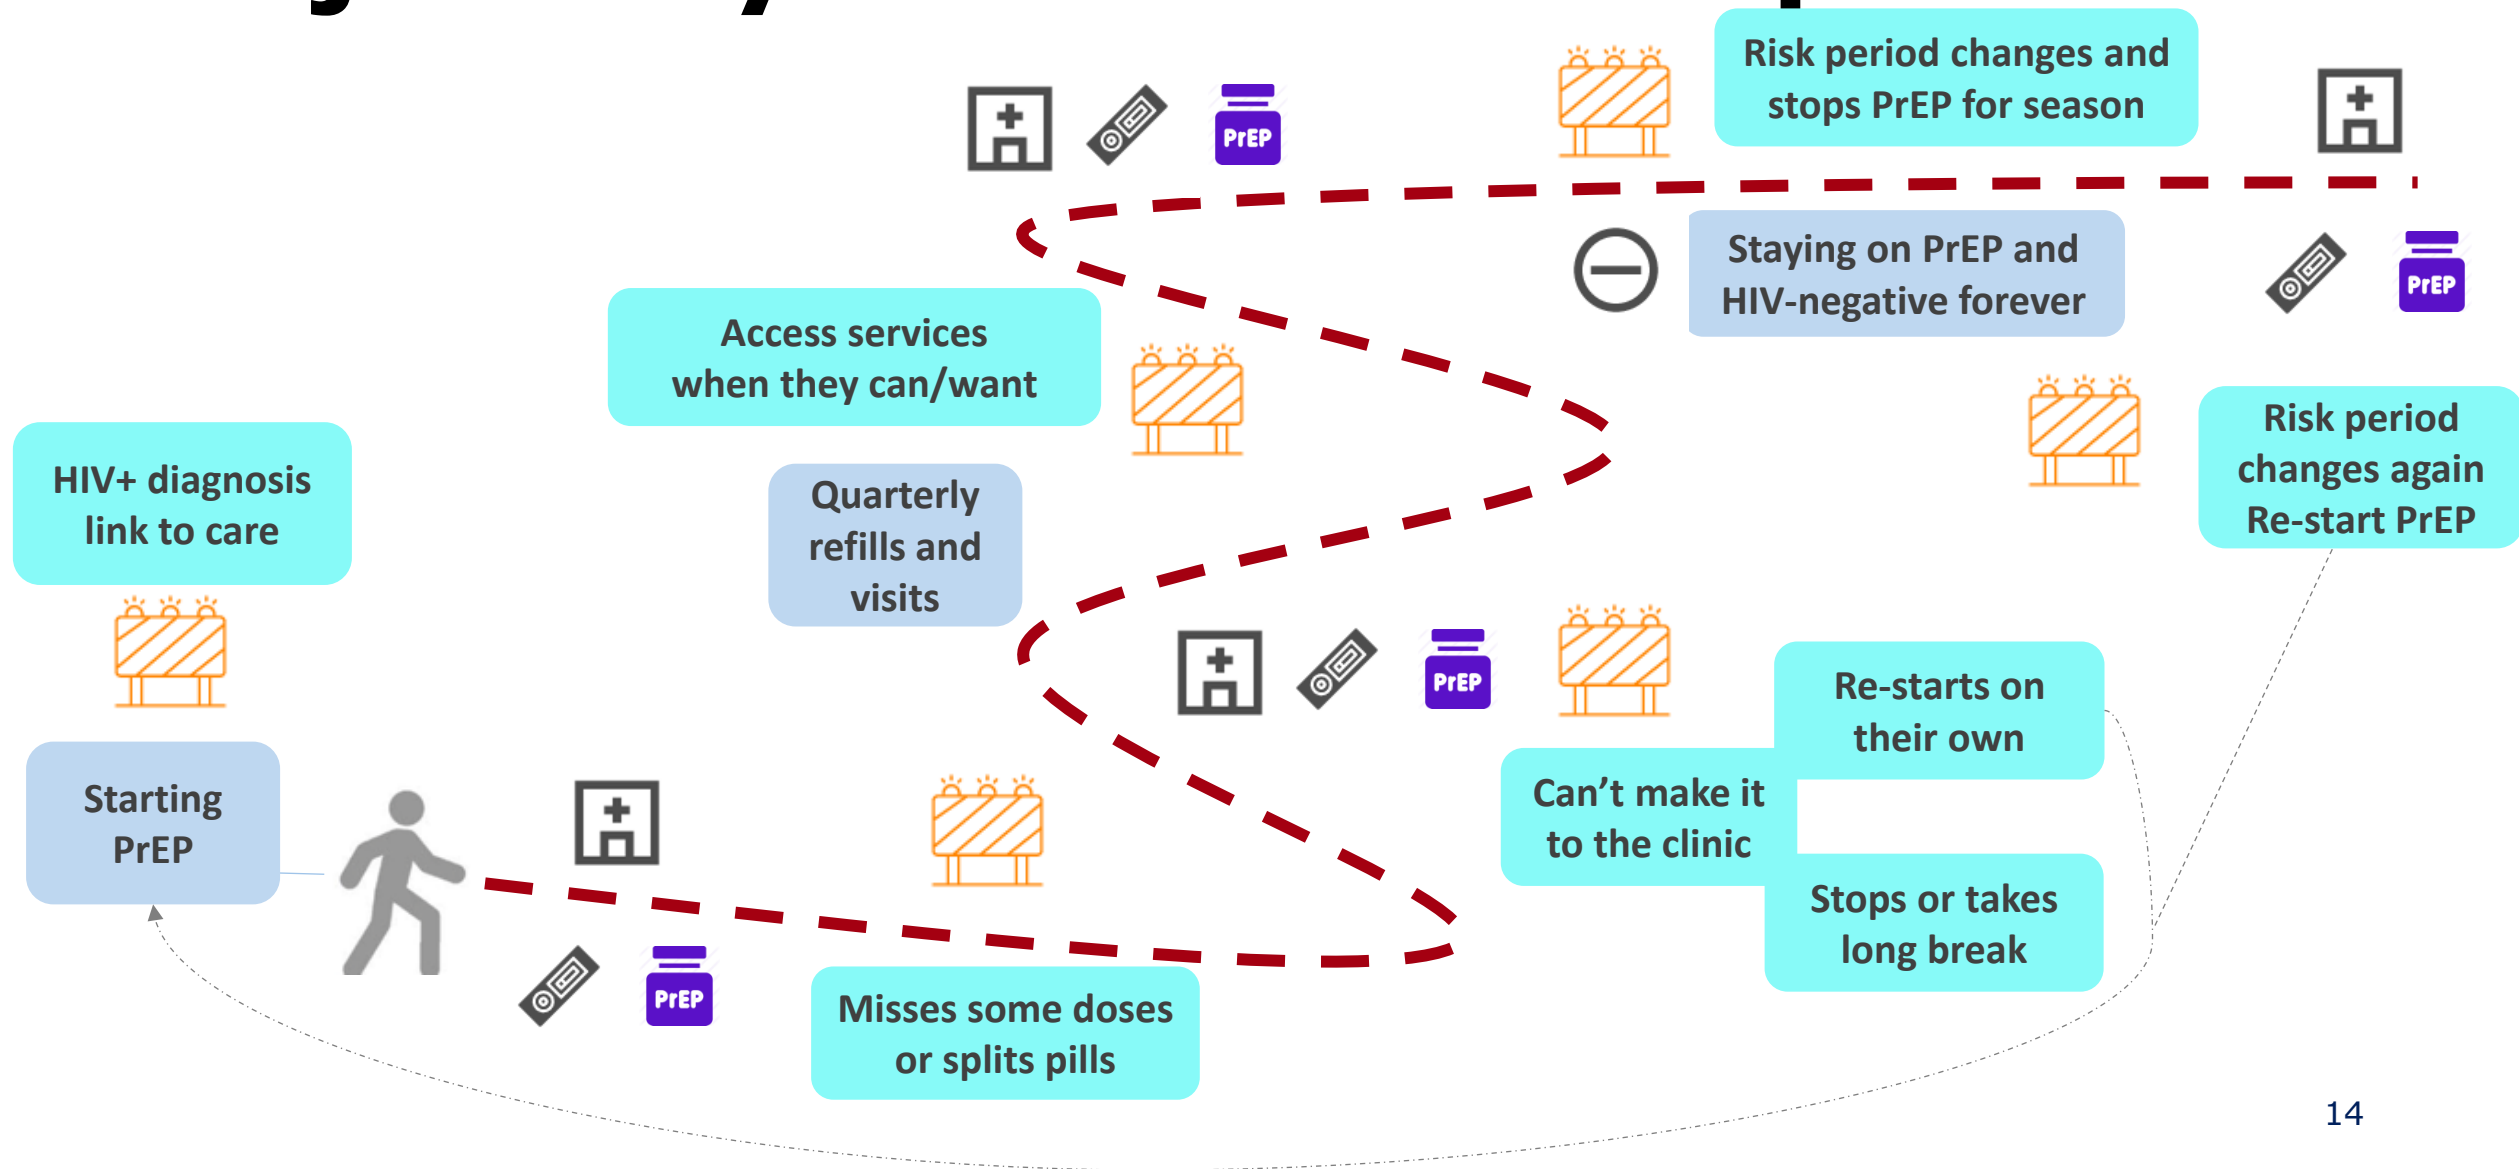 Risk period changes and
stops PrEP for season
PrEP
Staying on PrEP and
HIV-negative forever
PrEP
Access services
when they can/want
Risk period
changes again
Re-start PrEP
HIV+ diagnosis
link to care
Quarterly
refills and
visits
PrEP
Re-starts on
their own
Can’t make it
to the clinic
Starting
PrEP
Stops or takes
long break
PrEP
Misses some doses
or splits pills
14